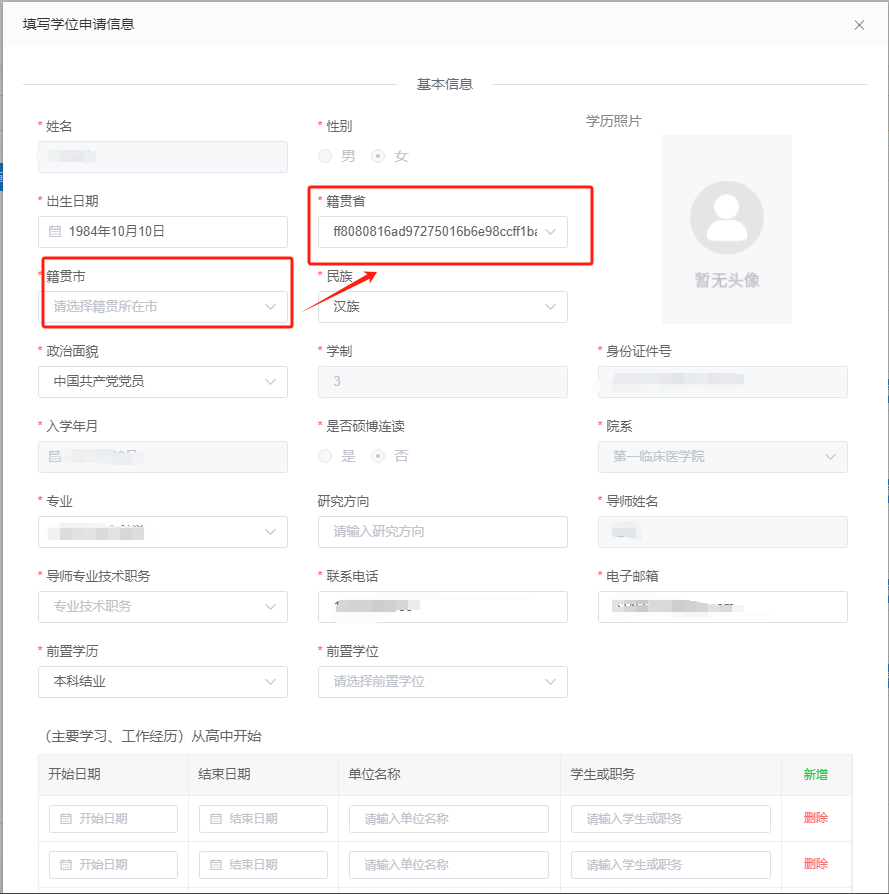 填写学位申请信息
基本信息
* 姓名
* 性别
学历照片
男 女
* 出生日期
* 籍贯省
1984年10月10日
ff8080816ad97275016b6e98ccff1ba
暂无头像
* 籍贯市
* 民族
请选择籍贯所在市
汉族
* 政治面貌
* 学制
* 身份证件号
中国共产党党员
3
* 入学年月
* 是否硕博连读
* 院系
是 否
第一临床医学院
* 专业
研究方向
* 导师姓名
请输入研究方向
* 导师专业技术职务
* 联系电话
* 电子邮箱
专业技术职务
* 前置学历
* 前置学位
本科结业
请选择前置学位
（主要学习、工作经历）从高中开始
开始日期 结束日期 单位名称 学生或职务 新增
开始日期 结束日期 请输入单位名称 请输入学生或职务 删除
开始日期 结束日期 请输入单位名称 请输入学生或职务 删除